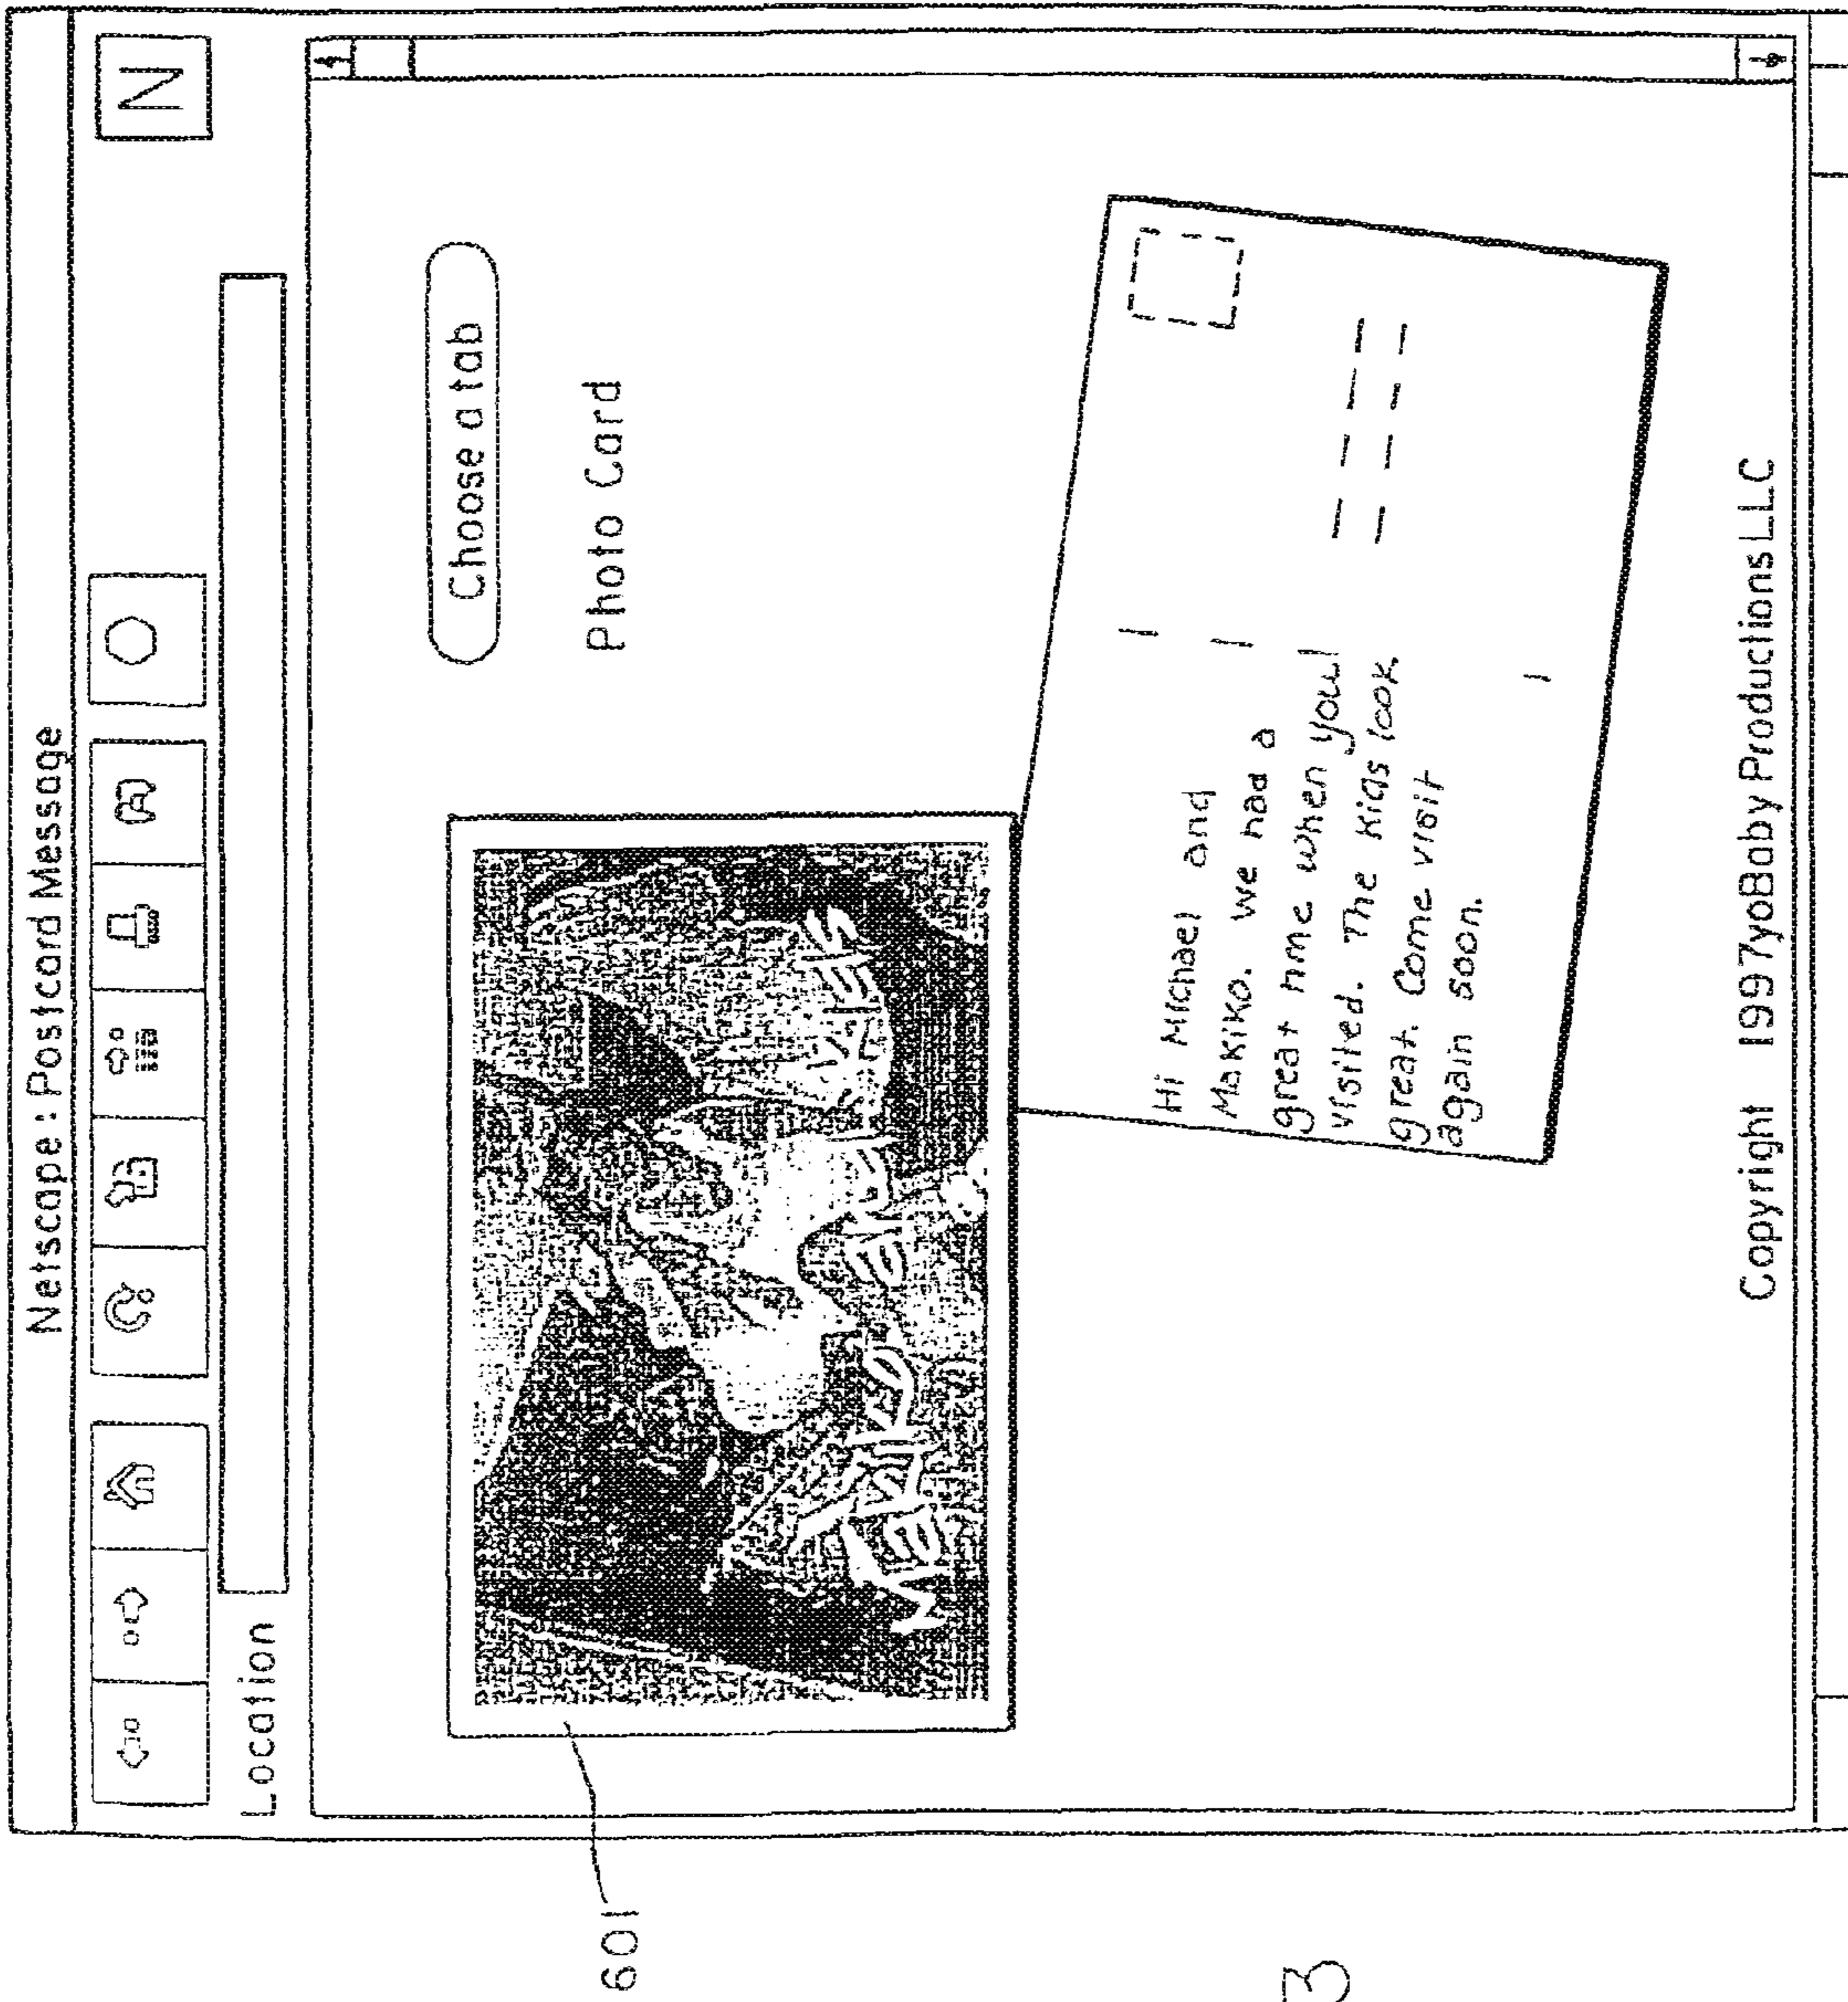 Netscape : Postcard Message
N
Location
Choose a tab
Photo Card
601
Hi Michael and
Makiko. We had a
great time when you
visited. The kids look
great. Come visit
again soon.
Copyright 1997yoBaby Productions LLC
3